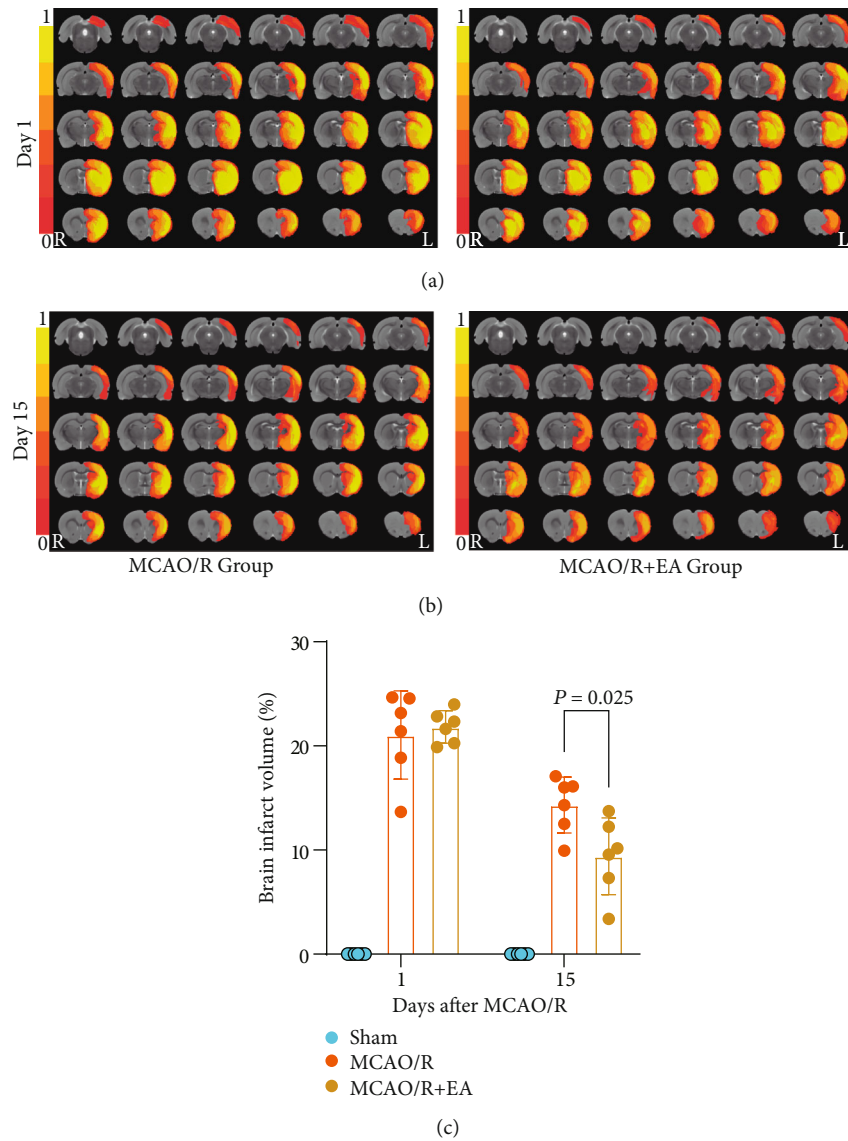 1
Day 1
0
R
L
1
0
R
L
(a)
1
Day 15
0
R
L
1
0
R
L
MCAO/R Group
MCAO/R+EA Group
(b)
30
20
10
0
Brain infarct volume (%)
P = 0.025
1
15
Days after MCAO/R
Sham
MCAO/R
MCAO/R+EA
(c)